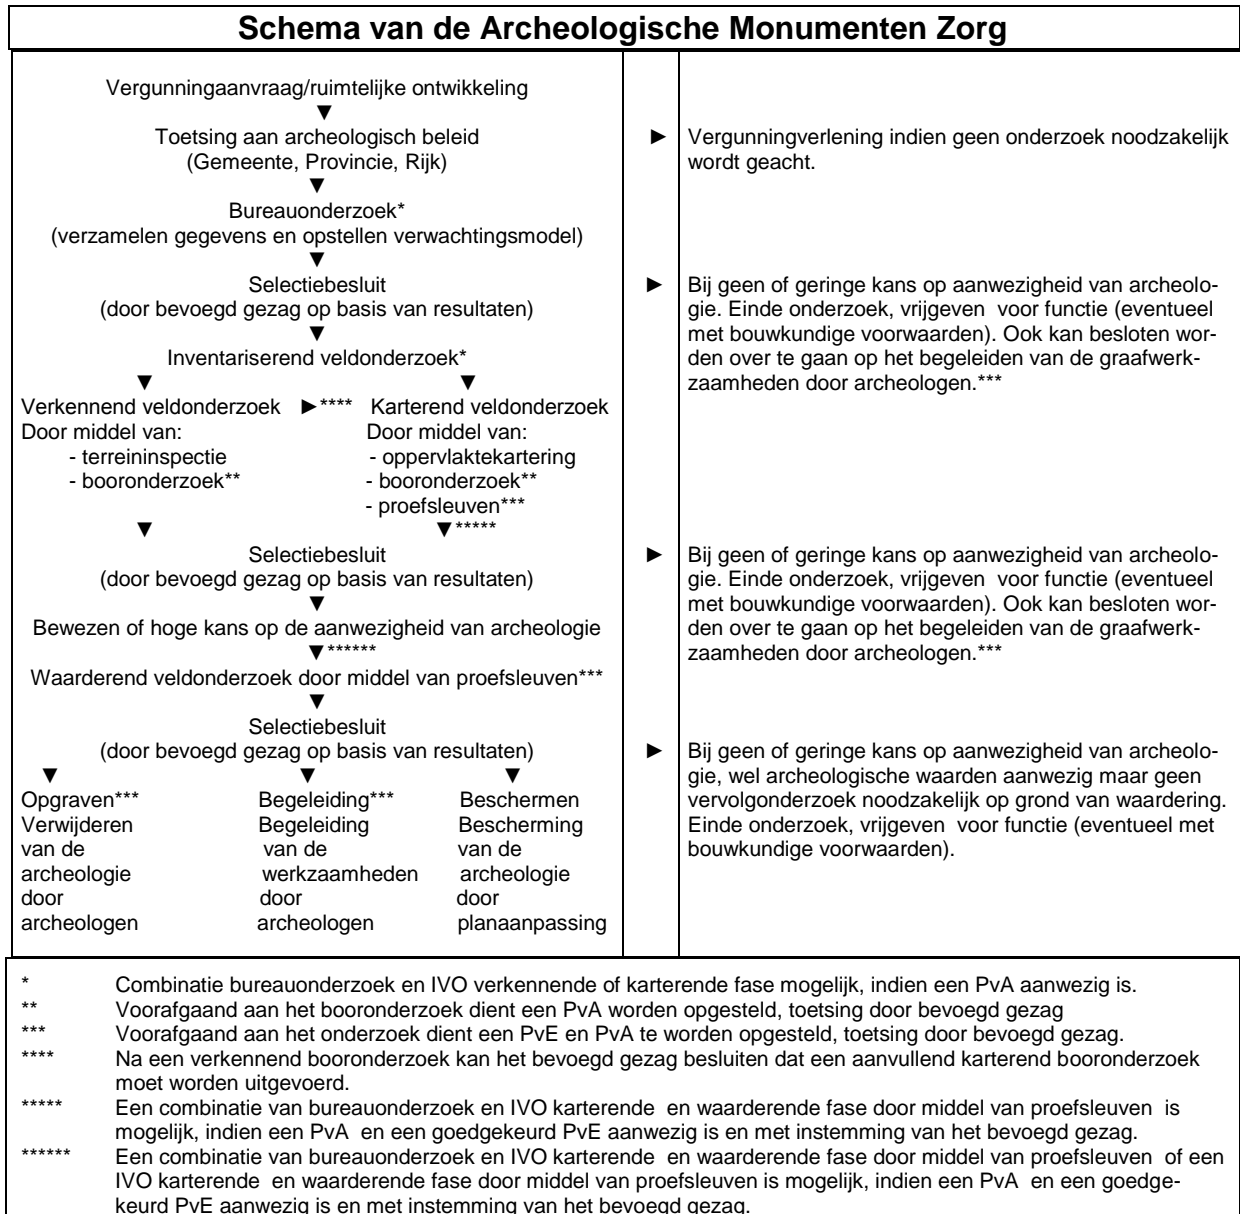 Schema van de Archeologische Monumenten Zorg
Vergunningaanvraag/ruimtelijke ontwikkeling
▼
Toetsing aan archeologisch beleid
(Gemeente, Provincie, Rijk)
► Vergunningverlening indien geen onderzoek noodzakelijk
wordt geacht.
▼
Bureauonderzoek*
(verzamelen gegevens en opstellen verwachtingsmodel)
▼
Selectiebesluit
(door bevoegd gezag op basis van resultaten)
► Bij geen of geringe kans op aanwezigheid van archeolo-
gie. Einde onderzoek, vrijgeven voor functie (eventueel
met bouwkundige voorwaarden). Ook kan besloten wor-
den over te gaan op het begeleiden van de graafwerk-
zaamheden door archeologen.***
▼
Inventariserend veldonderzoek*
▼ ▼
Verkennend veldonderzoek ►**** Karterend veldonderzoek
Door middel van: Door middel van:
- terreininspectie - oppervlaktekartering
- booronderzoek** - booronderzoek**
- proefsleuven***
▼ ▼*****
Selectiebesluit
(door bevoegd gezag op basis van resultaten)
► Bij geen of geringe kans op aanwezigheid van archeolo-
gie. Einde onderzoek, vrijgeven voor functie (eventueel
met bouwkundige voorwaarden). Ook kan besloten wor-
den over te gaan op het begeleiden van de graafwerk-
zaamheden door archeologen.***
▼
Bewezen of hoge kans op de aanwezigheid van archeologie
▼******
Waarderend veldonderzoek door middel van proefsleuven***
▼
Selectiebesluit
(door bevoegd gezag op basis van resultaten)
► Bij geen of geringe kans op aanwezigheid van archeolo-
gie, wel archeologische waarden aanwezig maar geen
vervolgonderzoek noodzakelijk op grond van waardering.
Einde onderzoek, vrijgeven voor functie (eventueel met
bouwkundige voorwaarden).
▼ ▼ ▼
Opgraven*** Begeleiding*** Beschermen
Verwijderen Begeleiding Bescherming
van de van de van de
archeologie werkzaamheden archeologie
door door door
archeologen archeologen planaanpassing
* Combinatie bureauonderzoek en IVO verkennende of karterende fase mogelijk, indien een PvA aanwezig is.
** Voorafgaand aan het booronderzoek dient een PvA worden opgesteld, toetsing door bevoegd gezag
*** Voorafgaand aan het onderzoek dient een PvE en PvA te worden opgesteld, toetsing door bevoegd gezag.
**** Na een verkennend booronderzoek kan het bevoegd gezag besluiten dat een aanvullend karterend booronderzoek
moet worden uitgevoerd.
***** Een combinatie van bureauonderzoek en IVO karterende en waarderende fase door middel van proefsleuven is
mogelijk, indien een PvA en een goedgekeurd PvE aanwezig is en met instemming van het bevoegd gezag.
****** Een combinatie van bureauonderzoek en IVO karterende en waarderende fase door middel van proefsleuven of een
IVO karterende en waarderende fase door middel van proefsleuven is mogelijk, indien een PvA en een goedge-
keurd PvE aanwezig is en met instemming van het bevoegd gezag.